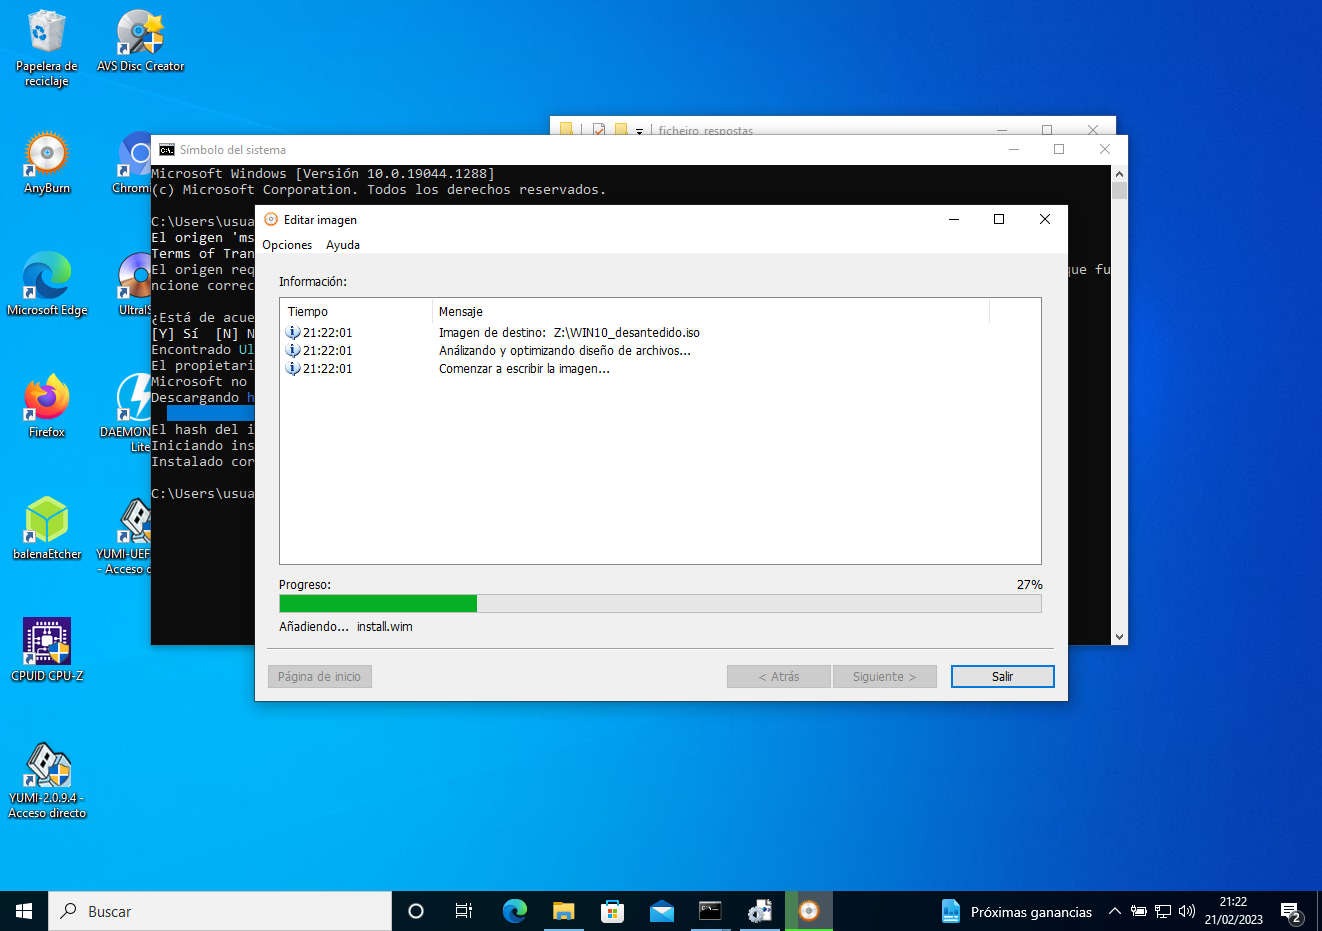 Papelera de
reciclaje
AVS Disc Creator
AnyBurn
Chromi
Microsoft Edge
UltraIS
Firefox
DAEMON
Lite
balenaEtcher
YUMI-UEF
- Acceso d
CPUID CPU-Z
YUMI-2.0.9.4 -
Acceso directo
ficheiro_respostas
Símbolo del sistema
Microsoft Windows [Versión 10.0.19044.1288]
(c) Microsoft Corporation. Todos los derechos reservados.
C:\Users\usua
El origen 'ms
Terms of Tran
El origen req
que fu
ncione correc
¿Está de acue
[Y] Sí  [N] N
Encontrado Ul
El propietari
Microsoft no
Descargando h
El hash del i
Iniciando ins
Instalado cor
C:\Users\usua
Editar imagen
Opciones Ayuda
Información:
Tiempo Mensaje
21:22:01 Imagen de destino: Z:\WIN10_desantedido.iso
21:22:01 Análizando y optimizando diseño de archivos...
21:22:01 Comenzar a escribir la imagen...
Progreso: 27%
Añadiendo... install.wim
Página de inicio < Atrás Siguiente > Salir
Buscar
Próximas ganancias
21:22
21/02/2023
2